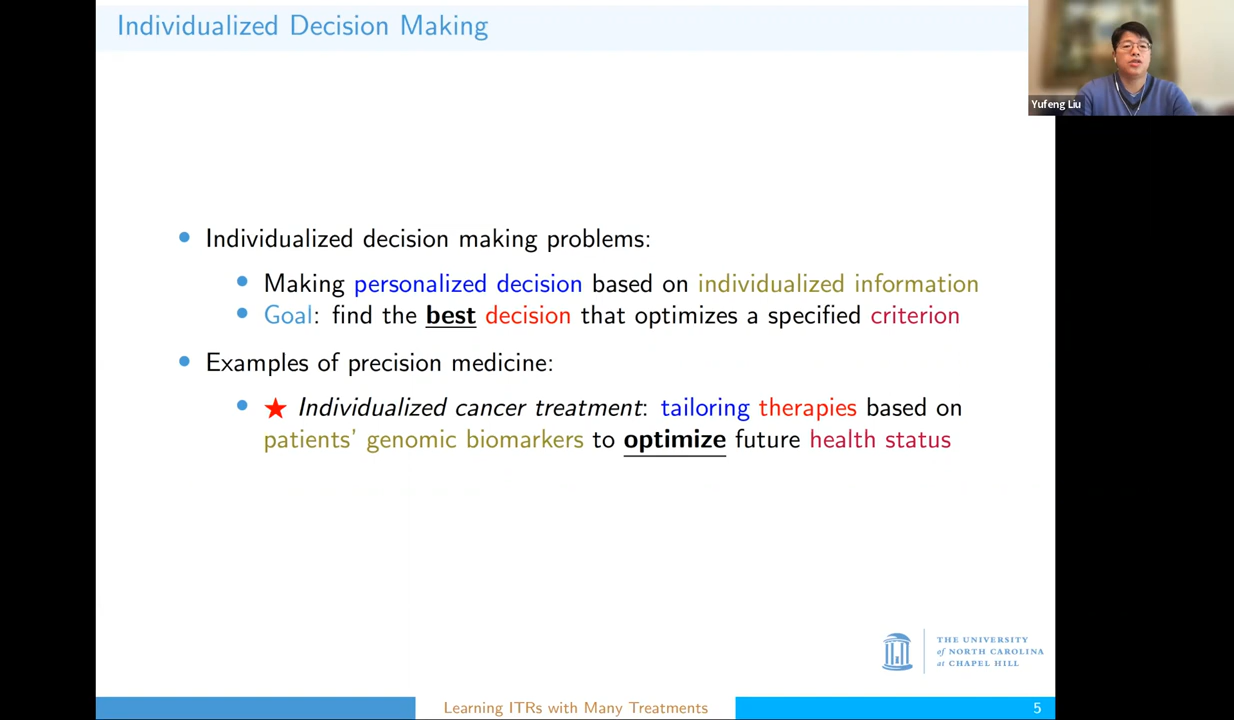 Individualized Decision Making
Yufeng Liu
• Individualized decision making problems:
• Making personalized decision based on individualized information
• Goal: find the best decision that optimizes a specified criterion
• Examples of precision medicine:
• ★ Individualized cancer treatment: tailoring therapies based on
patients' genomic biomarkers to optimize future health status
THE UNIVERSITY
of NORTH CAROLINA
at CHAPEL HILL
Learning ITRs with Many Treatments
5